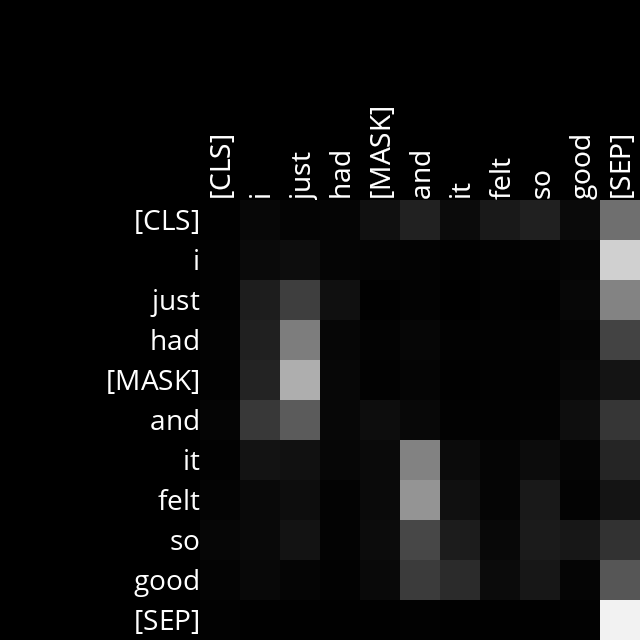 [CLS] i just had [MASK] and it felt so good [SEP]
[CLS]
i
just
had
[MASK]
and
it
felt
so
good
[SEP]